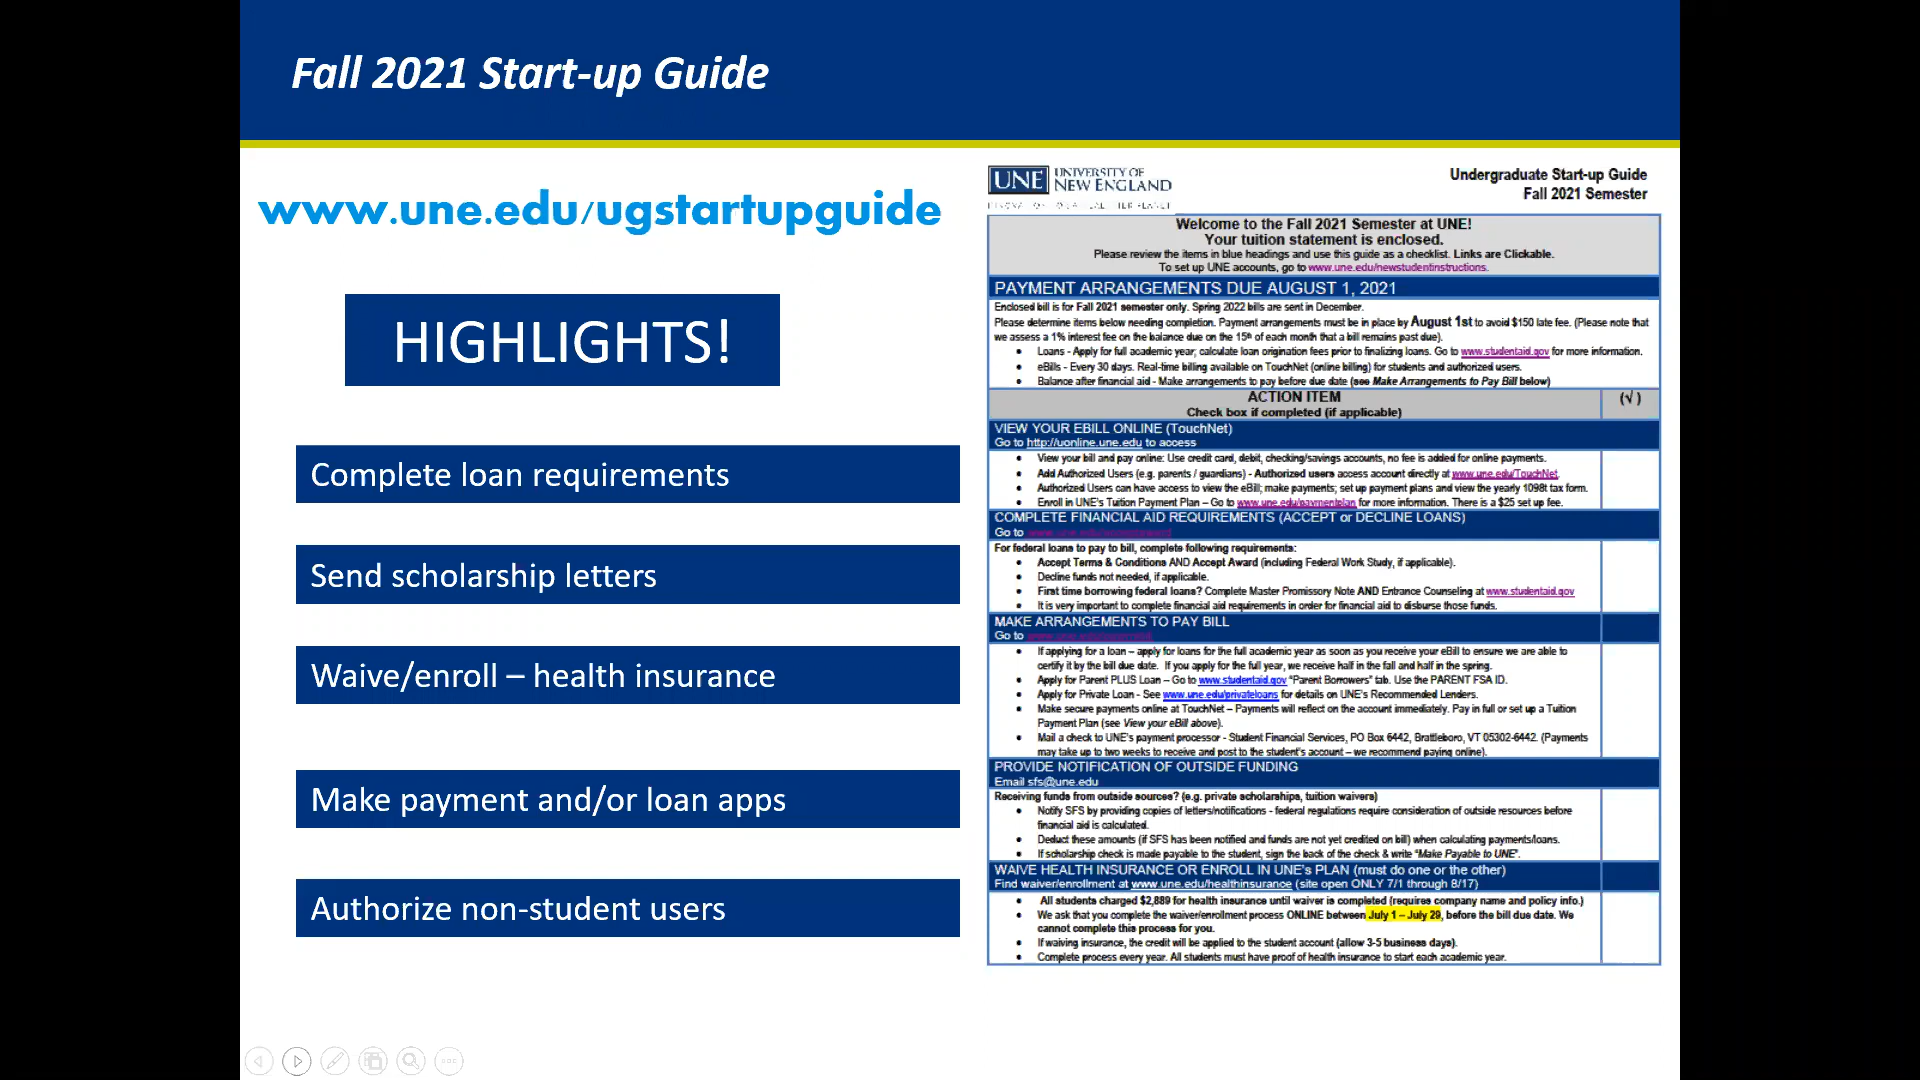 Fall 2021 Start-up Guide
www.une.edu/ugstartupguide
HIGHLIGHTS!
Complete loan requirements
Send scholarship letters
Waive/enroll – health insurance
Make payment and/or loan apps
Authorize non-student users
UNE UNIVERSITY OF NEW ENGLAND
Undergraduate Start-up Guide
Fall 2021 Semester
Welcome to the Fall 2021 Semester at UNE!
Your tuition statement is enclosed.
Please review the items in blue headings and use this guide as a checklist. Links are Clickable.
To set up UNE accounts, go to www.une.edu/newstudentinstructions.
PAYMENT ARRANGEMENTS DUE AUGUST 1, 2021
Enclosed bill is for Fall 2021 semester only. Spring 2022 bills are sent in December.
Please determine items below needing completion. Payment arrangements must be in place by August 1st to avoid $150 late fee. (Please note that
we assess a 1% interest fee on the balance due on the 15th of each month that a bill remains past due).
• Loans - Apply for full academic year; calculate loan origination fees prior to finalizing loans. Go to www.studentaid.gov for more information.
• eBills - Every 30 days. Real-time billing available on TouchNet (online billing) for students and authorized users.
• Balance after financial aid - Make arrangements to pay before due date (see Make Arrangements to Pay Bill below)
ACTION ITEM
Check box if completed (if applicable)
(√)
VIEW YOUR EBILL ONLINE (TouchNet)
Go to http://uonline.une.edu to access
• View your bill and pay online: Use credit card, debit, checking/savings accounts, no fee is added for online payments.
• Add Authorized Users (e.g. parents / guardians) - Authorized users access account directly at www.une.edu/TouchNet.
• Authorized Users can have access to view the eBill; make payments; set up payment plans and view the yearly 1098t tax form.
• Enroll in UNE's Tuition Payment Plan – Go to www.une.edu/paymentplan for more information. There is a $25 set up fee.
COMPLETE FINANCIAL AID REQUIREMENTS (ACCEPT or DECLINE LOANS)
Go to
For federal loans to pay to bill, complete following requirements:
• Accept Terms & Conditions AND Accept Award (including Federal Work Study, if applicable).
• Decline funds not needed, if applicable.
• First time borrowing federal loans? Complete Master Promissory Note AND Entrance Counseling at www.studentaid.gov
• It is very important to complete financial aid requirements in order for financial aid to disburse those funds.
MAKE ARRANGEMENTS TO PAY BILL
Go to
• If applying for a loan – apply for loans for the full academic year as soon as you receive your eBill to ensure we are able to
certify it by the bill due date. If you apply for the full year, we receive half in the fall and half in the spring.
• Apply for Parent PLUS Loan – Go to www.studentaid.gov "Parent Borrowers" tab. Use the PARENT FSA ID.
• Apply for Private Loan - See www.une.edu/privateloans for details on UNE's Recommended Lenders.
• Make secure payments online at TouchNet – Payments will reflect on the account immediately. Pay in full or set up a Tuition
Payment Plan (see View your eBill above).
• Mail a check to UNE's payment processor - Student Financial Services, PO Box 6442, Brattleboro, VT 05302-6442. (Payments
may take up to two weeks to receive and post to the student's account – we recommend paying online).
PROVIDE NOTIFICATION OF OUTSIDE FUNDING
Email sfs@une.edu
Receiving funds from outside sources? (e.g. private scholarships, tuition waivers)
• Notify SFS by providing copies of letters/notifications - federal regulations require consideration of outside resources before
financial aid is calculated.
• Deduct these amounts (if SFS has been notified and funds are not yet credited on bill) when calculating payments/loans.
• If scholarship check is made payable to the student, sign the back of the check & write "Make Payable to UNE".
WAIVE HEALTH INSURANCE OR ENROLL IN UNE's PLAN (must do one or the other)
Find waiver/enrollment at www.une.edu/healthinsurance (site open ONLY 7/1 through 8/17)
• All students charged $2,889 for health insurance until waiver is completed (requires company name and policy info.)
• We ask that you complete the waiver/enrollment process ONLINE between July 1 – July 29, before the bill due date. We
cannot complete this process for you.
• If waiving insurance, the credit will be applied to the student account (allow 3-5 business days).
• Complete process every year. All students must have proof of health insurance to start each academic year.